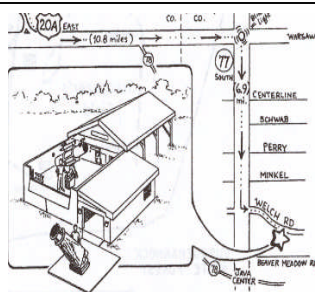 20A EAST
CO. CO.
Light
(10.8 miles)
WARSAW
78
77
SOUTH
6.9
mi.
CENTERLINE
SCHWAB
PERRY
MINKEL
WELCH RD
BEAVER MEADOW R
78
JAVA
CENTER